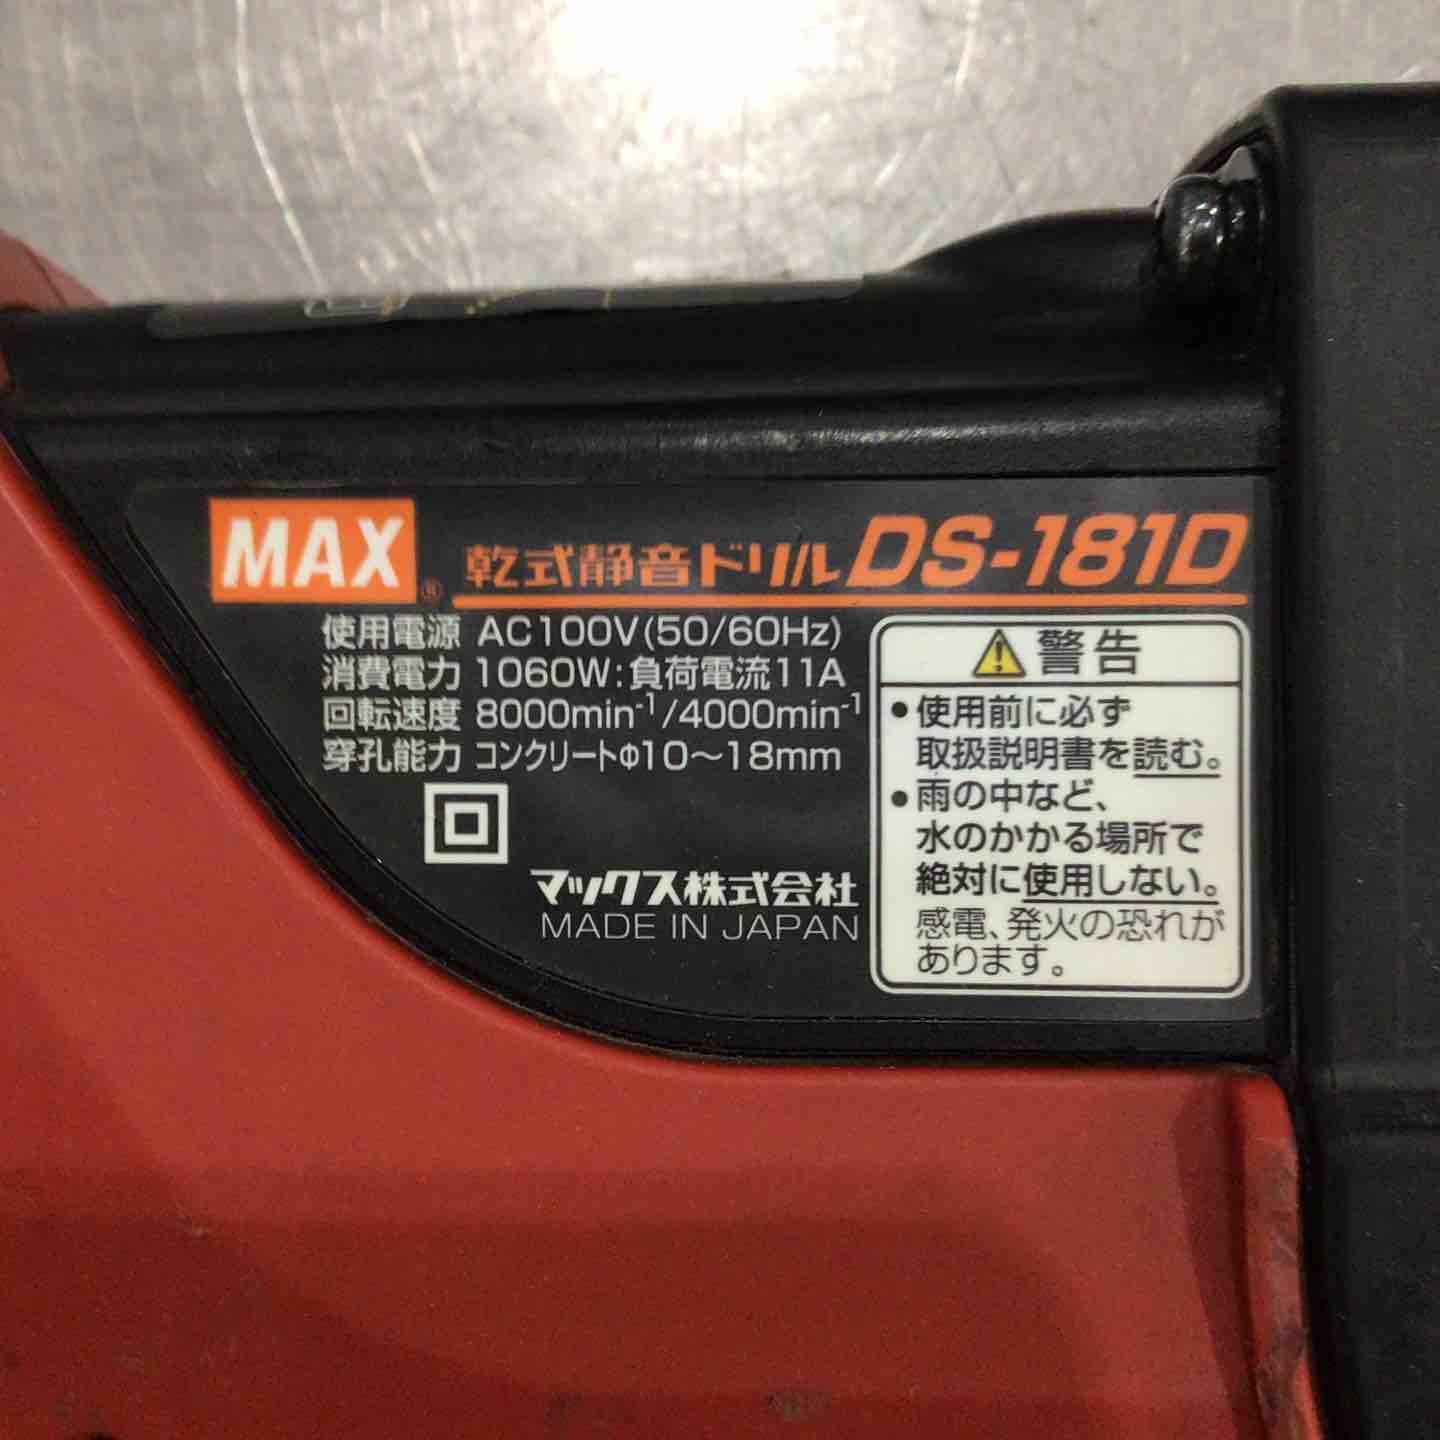 MAX® 乾式静音ドリル DS-181D
使用電源 AC100V(50/60Hz)
消費電力 1060W:負荷電流11A
回転速度 8000min⁻¹/4000min⁻¹
穿孔能力 コンクリートφ10〜18mm
マックス株式会社
MADE IN JAPAN
警告
•使用前に必ず
取扱説明書を読む。
•雨の中など、
水のかかる場所で
絶対に使用しない。
感電、発火の恐れが
あります。